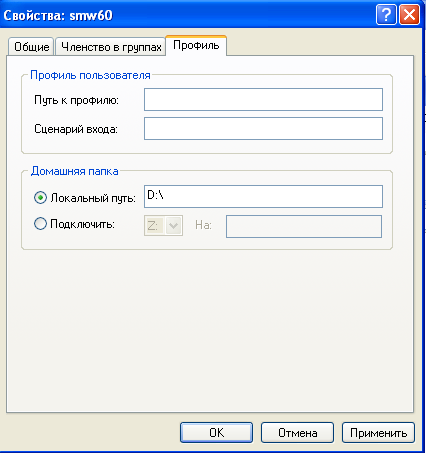 Свойства: smw60
Общие Членство в группах Профиль
Профиль пользователя
Путь к профилю:
Сценарий входа:
Домашняя папка
Локальный путь: D:\
Подключить: Z: На:
OK Отмена Применить